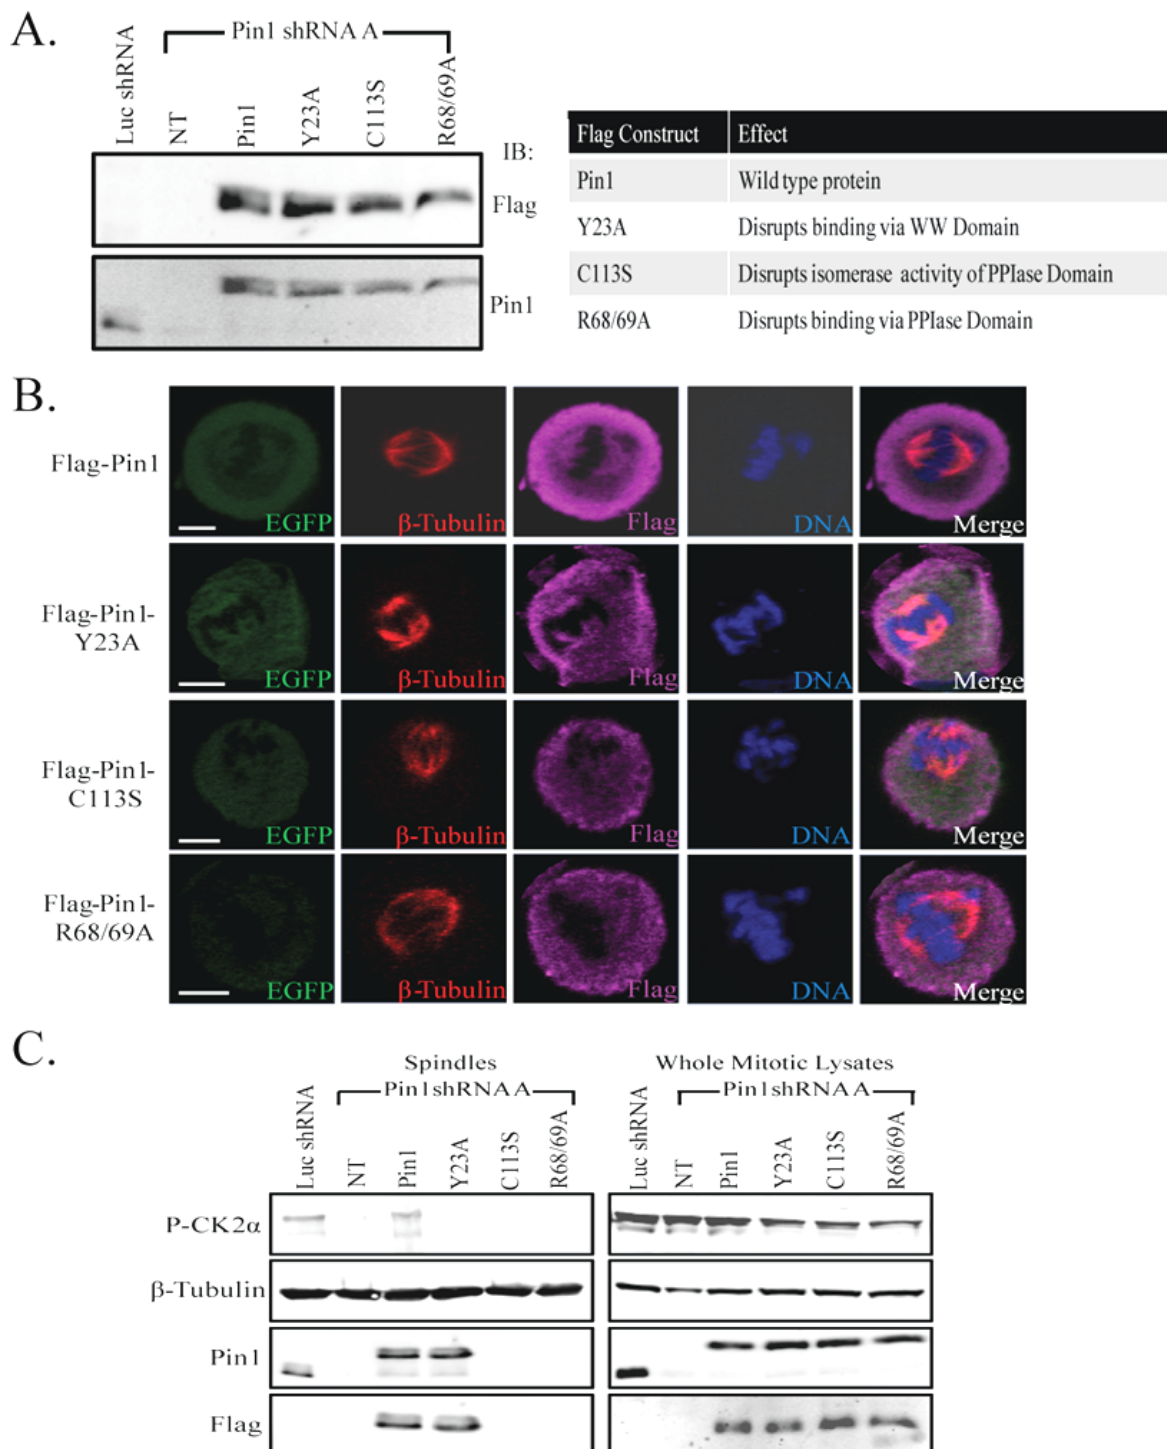 A.
Pin1 shRNA A
Luc shRNA
NT
Pin1
Y23A
C113S
R68/69A
IB:
Flag
Pin1
Flag Construct Effect
Pin1 Wild type protein
Y23A Disrupts binding via WW Domain
C113S Disrupts isomerase activity of PPIase Domain
R68/69A Disrupts binding via PPIase Domain
B.
Flag-Pin1
EGFP β-Tubulin Flag DNA Merge
Flag-Pin1-
Y23A
EGFP β-Tubulin Flag DNA Merge
Flag-Pin1-
C113S
EGFP β-Tubulin Flag DNA Merge
Flag-Pin1-
R68/69A
EGFP β-Tubulin Flag DNA Merge
C.
Spindles
Pin1shRNAA
Luc shRNA
NT
Pin1
Y23A
C113S
R68/69A
Whole Mitotic Lysates
Pin1shRNAA
Luc shRNA
NT
Pin1
Y23A
C113S
R68/69A
P-CK2α
β-Tubulin
Pin1
Flag